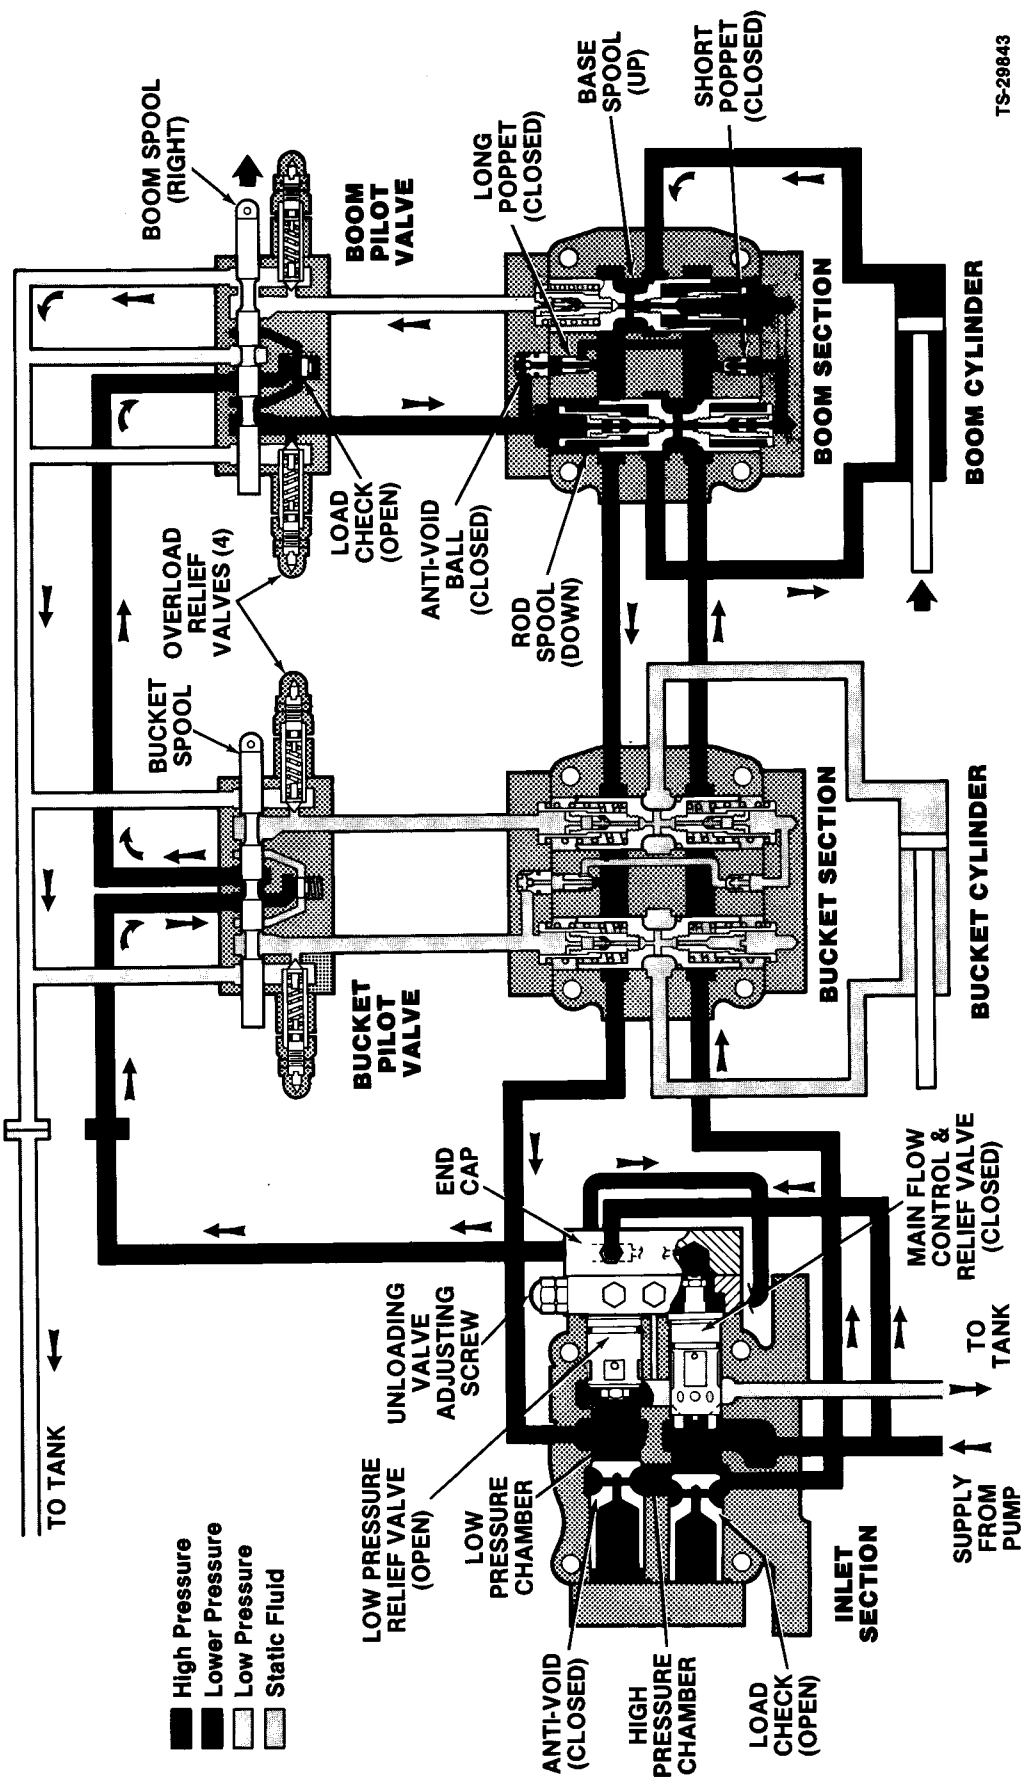 TO TANK
High Pressure
Lower Pressure
Low Pressure
Static Fluid
BUCKET
SPOOL
OVERLOAD
RELIEF
VALVES (4)
BOOM SPOOL
(RIGHT)
BUCKET
PILOT
VALVE
LOAD
CHECK
(OPEN)
BOOM
PILOT
VALVE
UNLOADING
VALVE
ADJUSTING
SCREW
END
CAP
LOW PRESSURE
RELIEF VALVE
(OPEN)
LOW
PRESSURE
CHAMBER
ANTI-VOID
BALL
(CLOSED)
LONG
POPPET
(CLOSED)
ROD
SPOOL
(DOWN)
BASE
SPOOL
(UP)
SHORT
POPPET
(CLOSED)
ANTI-VOID
(CLOSED)
HIGH
PRESSURE
CHAMBER
LOAD
CHECK
(OPEN)
INLET
SECTION
SUPPLY
FROM
PUMP
TO
TANK
MAIN FLOW
CONTROL &
RELIEF VALVE
(CLOSED)
BUCKET SECTION
BUCKET CYLINDER
BOOM SECTION
BOOM CYLINDER
TS-29843